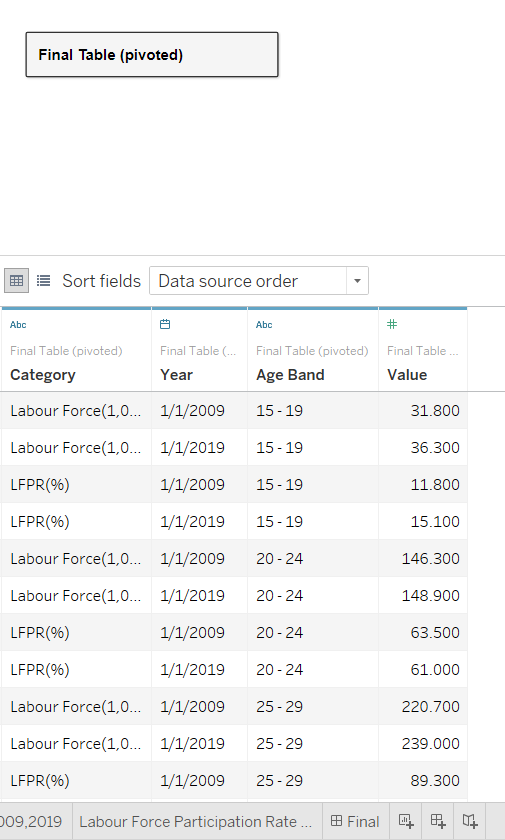 Final Table (pivoted)
Sort fields Data source order
Abc Abc #
Final Table (pivoted) Final Table (... Final Table (pivoted) Final Table ...
Category Year Age Band Value
Labour Force(1,0... 1/1/2009 15 - 19 31.800
Labour Force(1,0... 1/1/2019 15 - 19 36.300
LFPR(%) 1/1/2009 15 - 19 11.800
LFPR(%) 1/1/2019 15 - 19 15.100
Labour Force(1,0... 1/1/2009 20 - 24 146.300
Labour Force(1,0... 1/1/2019 20 - 24 148.900
LFPR(%) 1/1/2009 20 - 24 63.500
LFPR(%) 1/1/2019 20 - 24 61.000
Labour Force(1,0... 1/1/2009 25 - 29 220.700
Labour Force(1,0... 1/1/2019 25 - 29 239.000
LFPR(%) 1/1/2009 25 - 29 89.300
009,2019 Labour Force Participation Rate ... Final